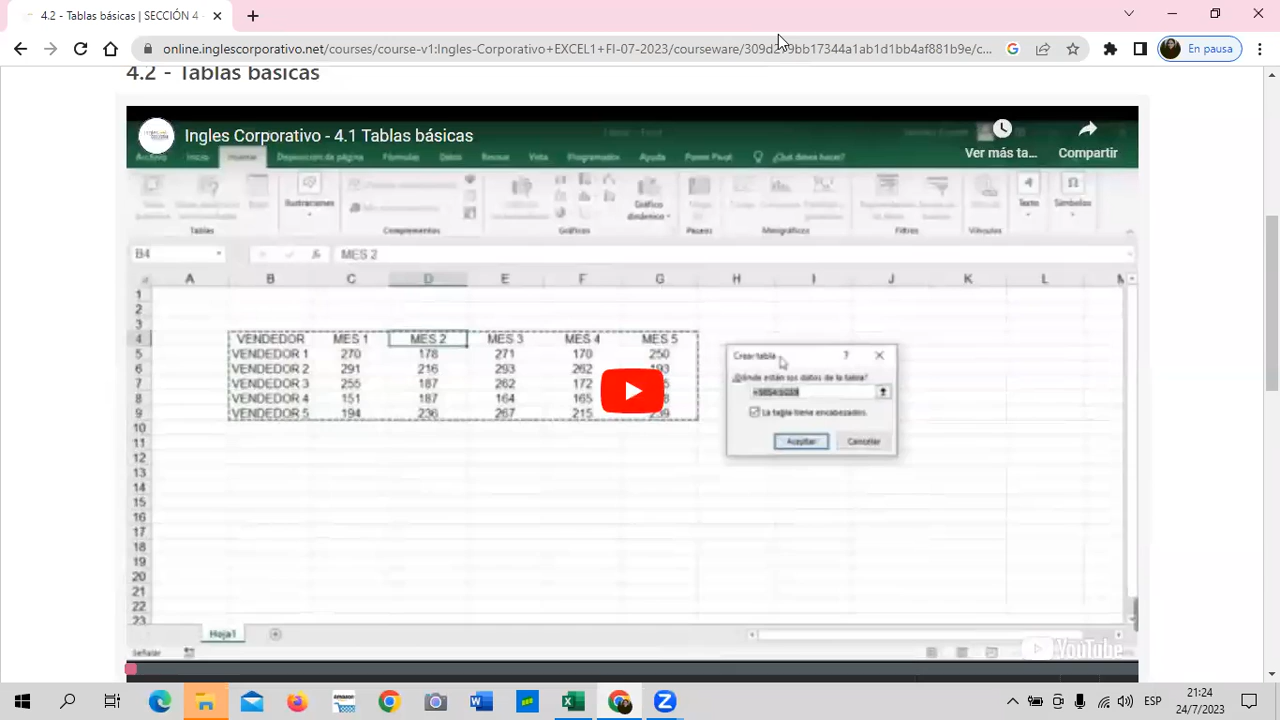 4.2 - Tablas básicas | SECCIÓN 4 -
online.inglescorporativo.net/courses/course-v1:Ingles-Corporativo+EXCEL1+FI-07-2023/courseware/309d2
9bb17344a1ab1d1bb4af881b9e/c...
En pausa
4.2 - Tablas básicas
Ingles Corporativo - 4.1 Tablas básicas
Ver más ta...
Compartir
Archivo Inicio Insertar Disposición de página Fórmulas Datos Revisar Vista Programador Ayuda Power Pivot ¿Qué desea hacer?
Ilustraciones
Gráfico dinámico
Texto
Símbolos
Tablas Complementos Gráficos Paseos Minigráficos Filtros Vínculos
B4 fx MES 2
A B C D E F G H I J K L M
1
2
3
4 VENDEDOR MES 1 MES 2 MES 3 MES 4 MES 5
5 VENDEDOR 1 270 178 271 170 250
6 VENDEDOR 2 291 216 293 262
7 VENDEDOR 3 255 187 262 172
8 VENDEDOR 4 151 187 164 165
9 VENDEDOR 5 194 236 267 215 239
10
11
12
13
14
15
16
17
18
19
20
21
22
23
Crear tabla ?
¿Dónde están los datos de la tabla?
La tabla tiene encabezados.
Aceptar Cancelar
Hoja1
Señalar
YouTube
ESP
21:24
24/7/2023